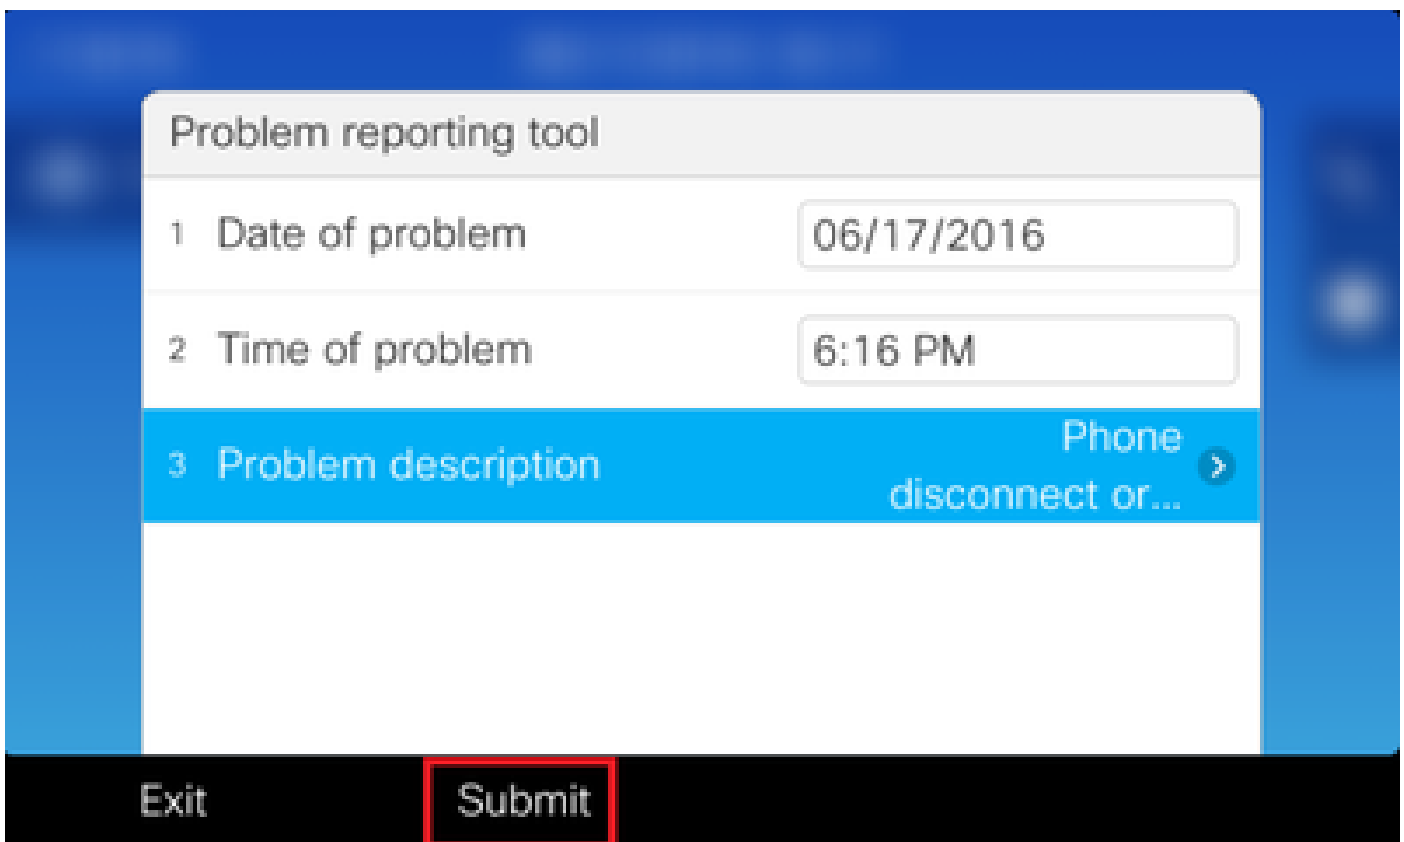 Problem reporting tool
1 Date of problem 06/17/2016
2 Time of problem 6:16 PM
3 Problem description Phone
disconnect or...
Exit Submit